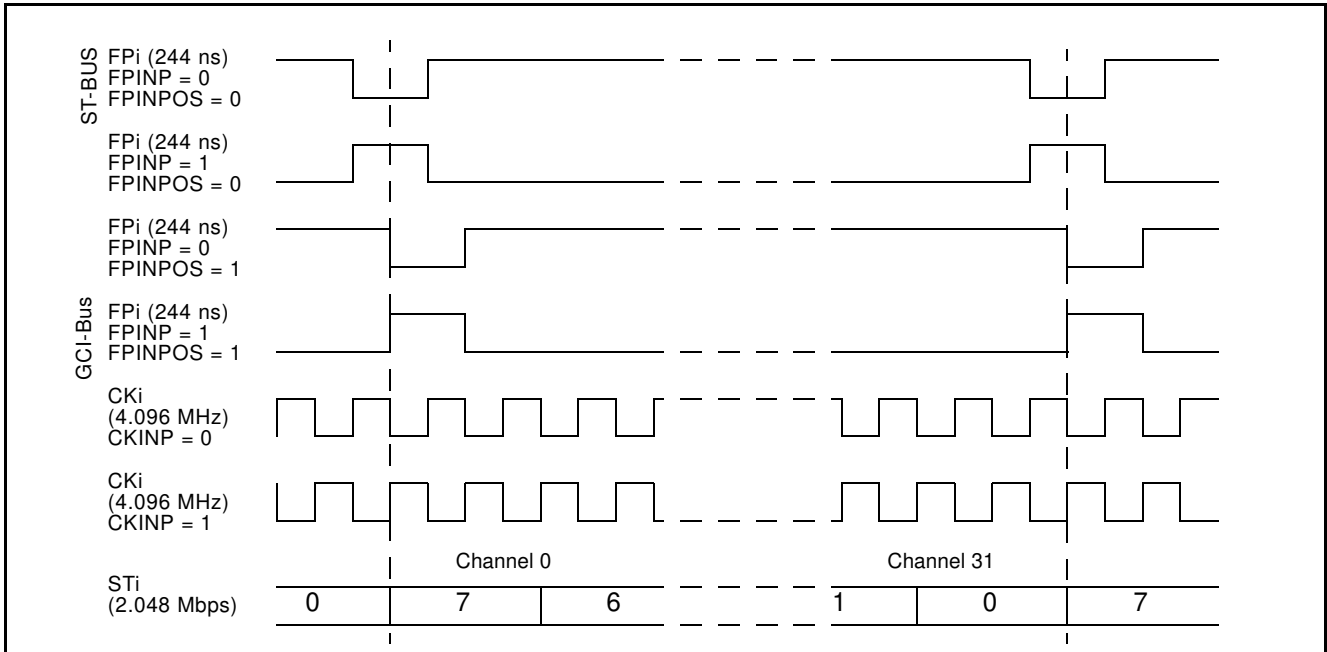 ST-BUS
FPi (244 ns)
FPINP = 0
FPINPOS = 0
FPi (244 ns)
FPINP = 1
FPINPOS = 0
FPi (244 ns)
FPINP = 0
FPINPOS = 1
GCI-Bus
FPi (244 ns)
FPINP = 1
FPINPOS = 1
CKi
(4.096 MHz)
CKINP = 0
CKi
(4.096 MHz)
CKINP = 1
Channel 0 Channel 31
STi
(2.048 Mbps) 0 7 6 1 0 7